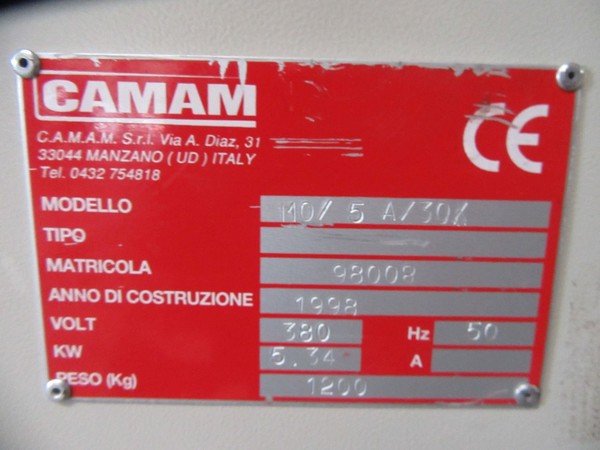 CAMAM
C.A.M.A.M. S.r.l. Via A. Diaz, 31
33044 MANZANO ( UD ) ITALY
Tel. 0432 754818
CE
MODELLO 5
TIPO
MATRICOLA 98008
ANNO DI COSTRUZIONE 1998
VOLT 380 Hz 50
KW 5.34 A
PESO (Kg) 1200